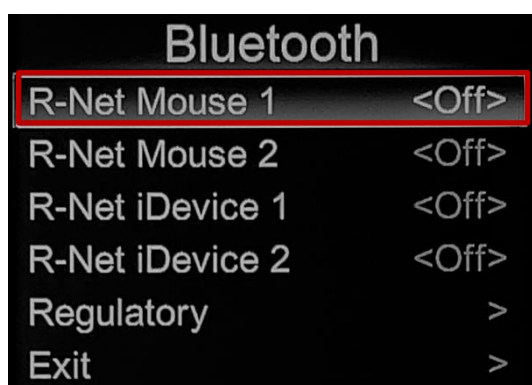 Bluetooth
R-Net Mouse 1 <Off>
R-Net Mouse 2 <Off>
R-Net iDevice 1 <Off>
R-Net iDevice 2 <Off>
Regulatory >
Exit >